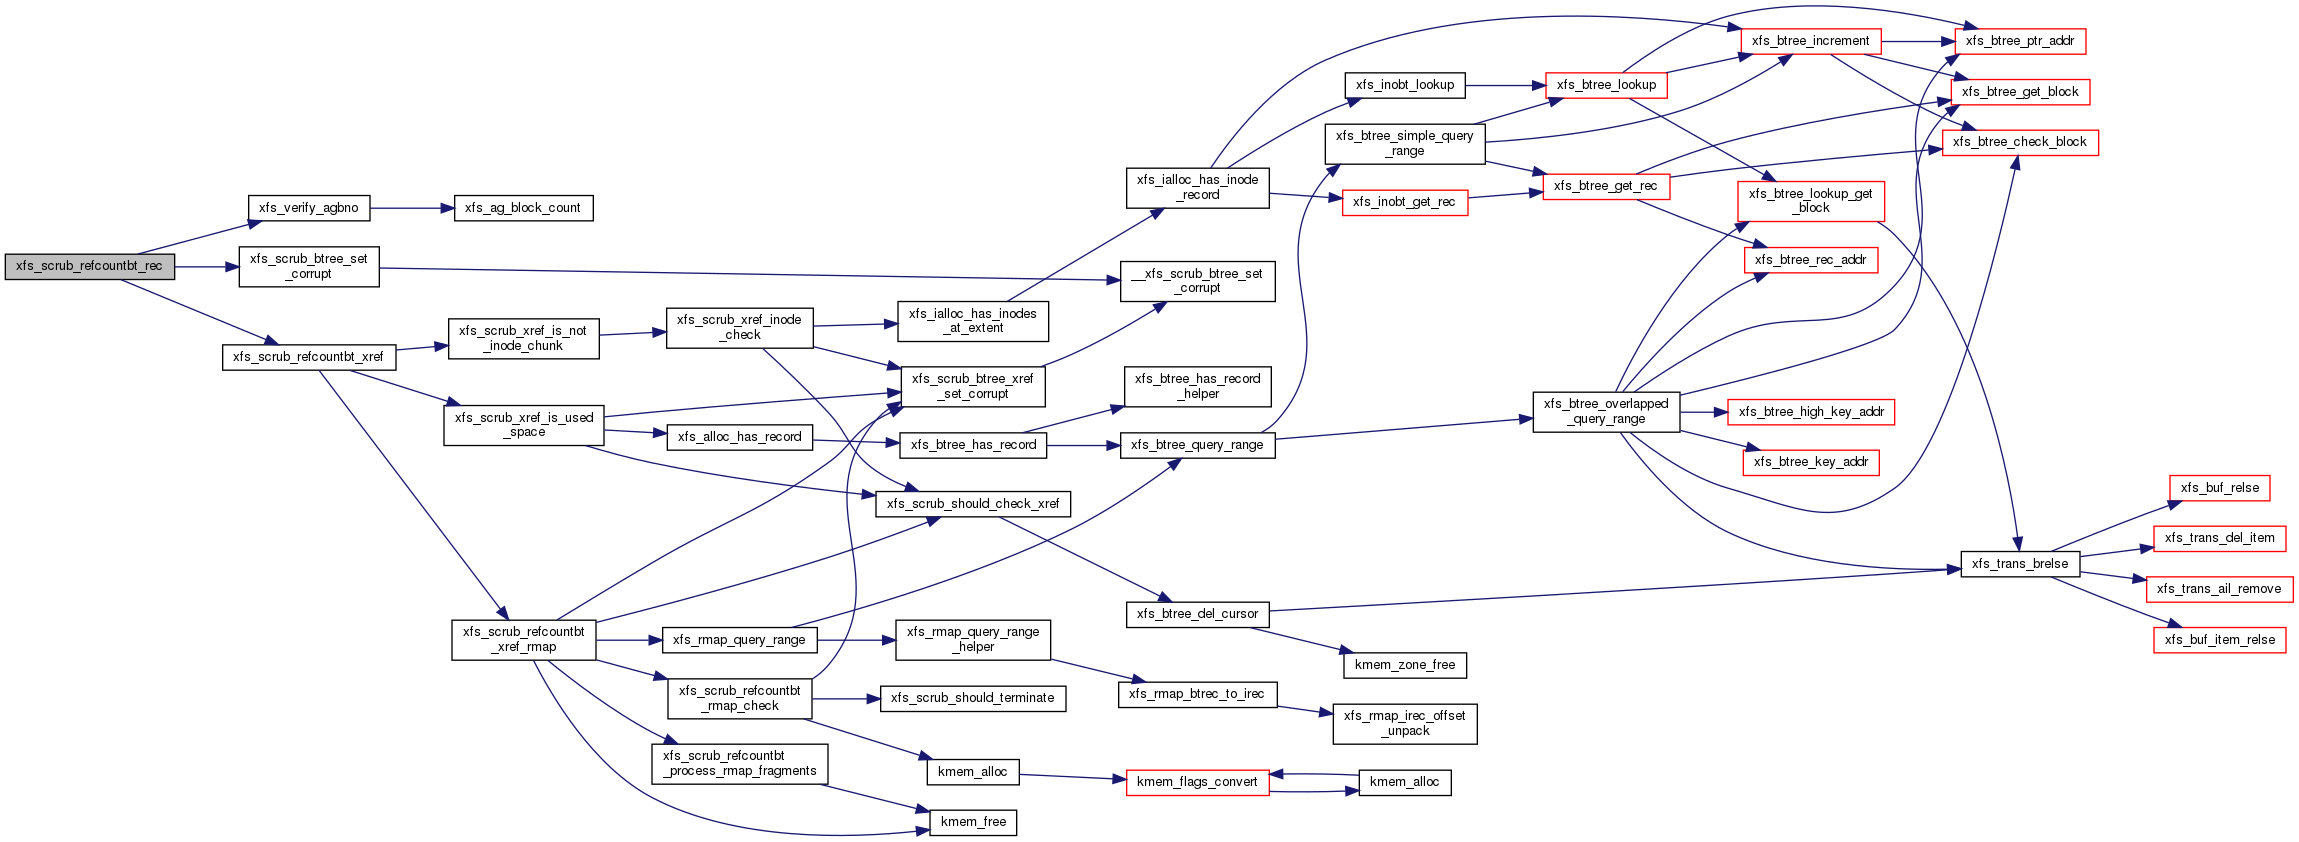 xfs_scrub_refcountbt_rec
xfs_verify_agbno
xfs_ag_block_count
xfs_scrub_btree_set
_corrupt
__xfs_scrub_btree_set
_corrupt
xfs_scrub_refcountbt_xref
xfs_scrub_xref_is_not
_inode_chunk
xfs_scrub_xref_inode
_check
xfs_ialloc_has_inodes
_at_extent
xfs_ialloc_has_inode
_record
xfs_inobt_lookup
xfs_btree_lookup
xfs_btree_increment
xfs_btree_ptr_addr
xfs_btree_get_block
xfs_btree_check_block
xfs_btree_simple_query
_range
xfs_inobt_get_rec
xfs_btree_get_rec
xfs_btree_lookup_get
_block
xfs_btree_rec_addr
xfs_scrub_btree_xref
_set_corrupt
xfs_btree_has_record
_helper
xfs_scrub_xref_is_used
_space
xfs_alloc_has_record
xfs_btree_has_record
xfs_btree_query_range
xfs_btree_overlapped
_query_range
xfs_btree_high_key_addr
xfs_btree_key_addr
xfs_scrub_should_check_xref
xfs_buf_relse
xfs_trans_del_item
xfs_trans_brelse
xfs_trans_ail_remove
xfs_buf_item_relse
xfs_btree_del_cursor
kmem_zone_free
xfs_scrub_refcountbt
_xref_rmap
xfs_rmap_query_range
xfs_rmap_query_range
_helper
xfs_rmap_btrec_to_irec
xfs_rmap_irec_offset
_unpack
xfs_scrub_refcountbt
_rmap_check
xfs_scrub_should_terminate
xfs_scrub_refcountbt
_process_rmap_fragments
kmem_alloc
kmem_flags_convert
kmem_alloc
kmem_free